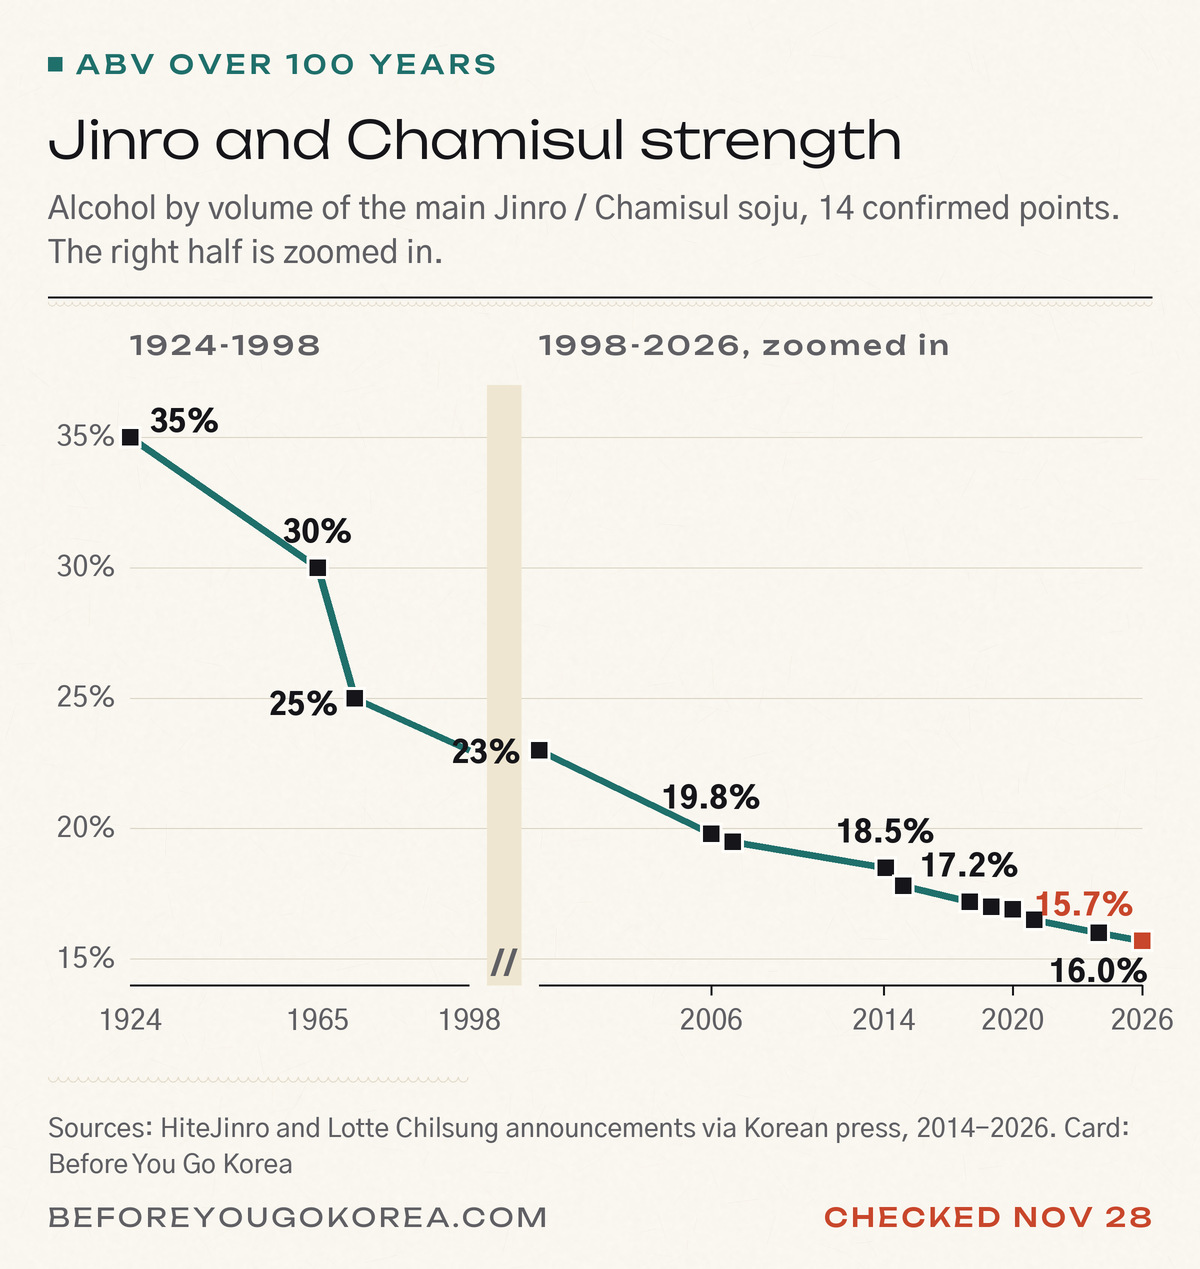 ABV OVER 100 YEARS
Jinro and Chamisul strength
Alcohol by volume of the main Jinro / Chamisul soju, 14 confirmed points.
The right half is zoomed in.
1924-1998
1998-2026, zoomed in
35%
35%
30%
30%
25%
25%
23%
19.8%
20%
18.5%
17.2%
15.7%
15%
//
16.0%
1924
1965
1998
2006
2014
2020
2026
Sources: HiteJinro and Lotte Chilsung announcements via Korean press, 2014–2026. Card:
Before You Go Korea
BEFOREYOUGOKOREA.COM
CHECKED NOV 28